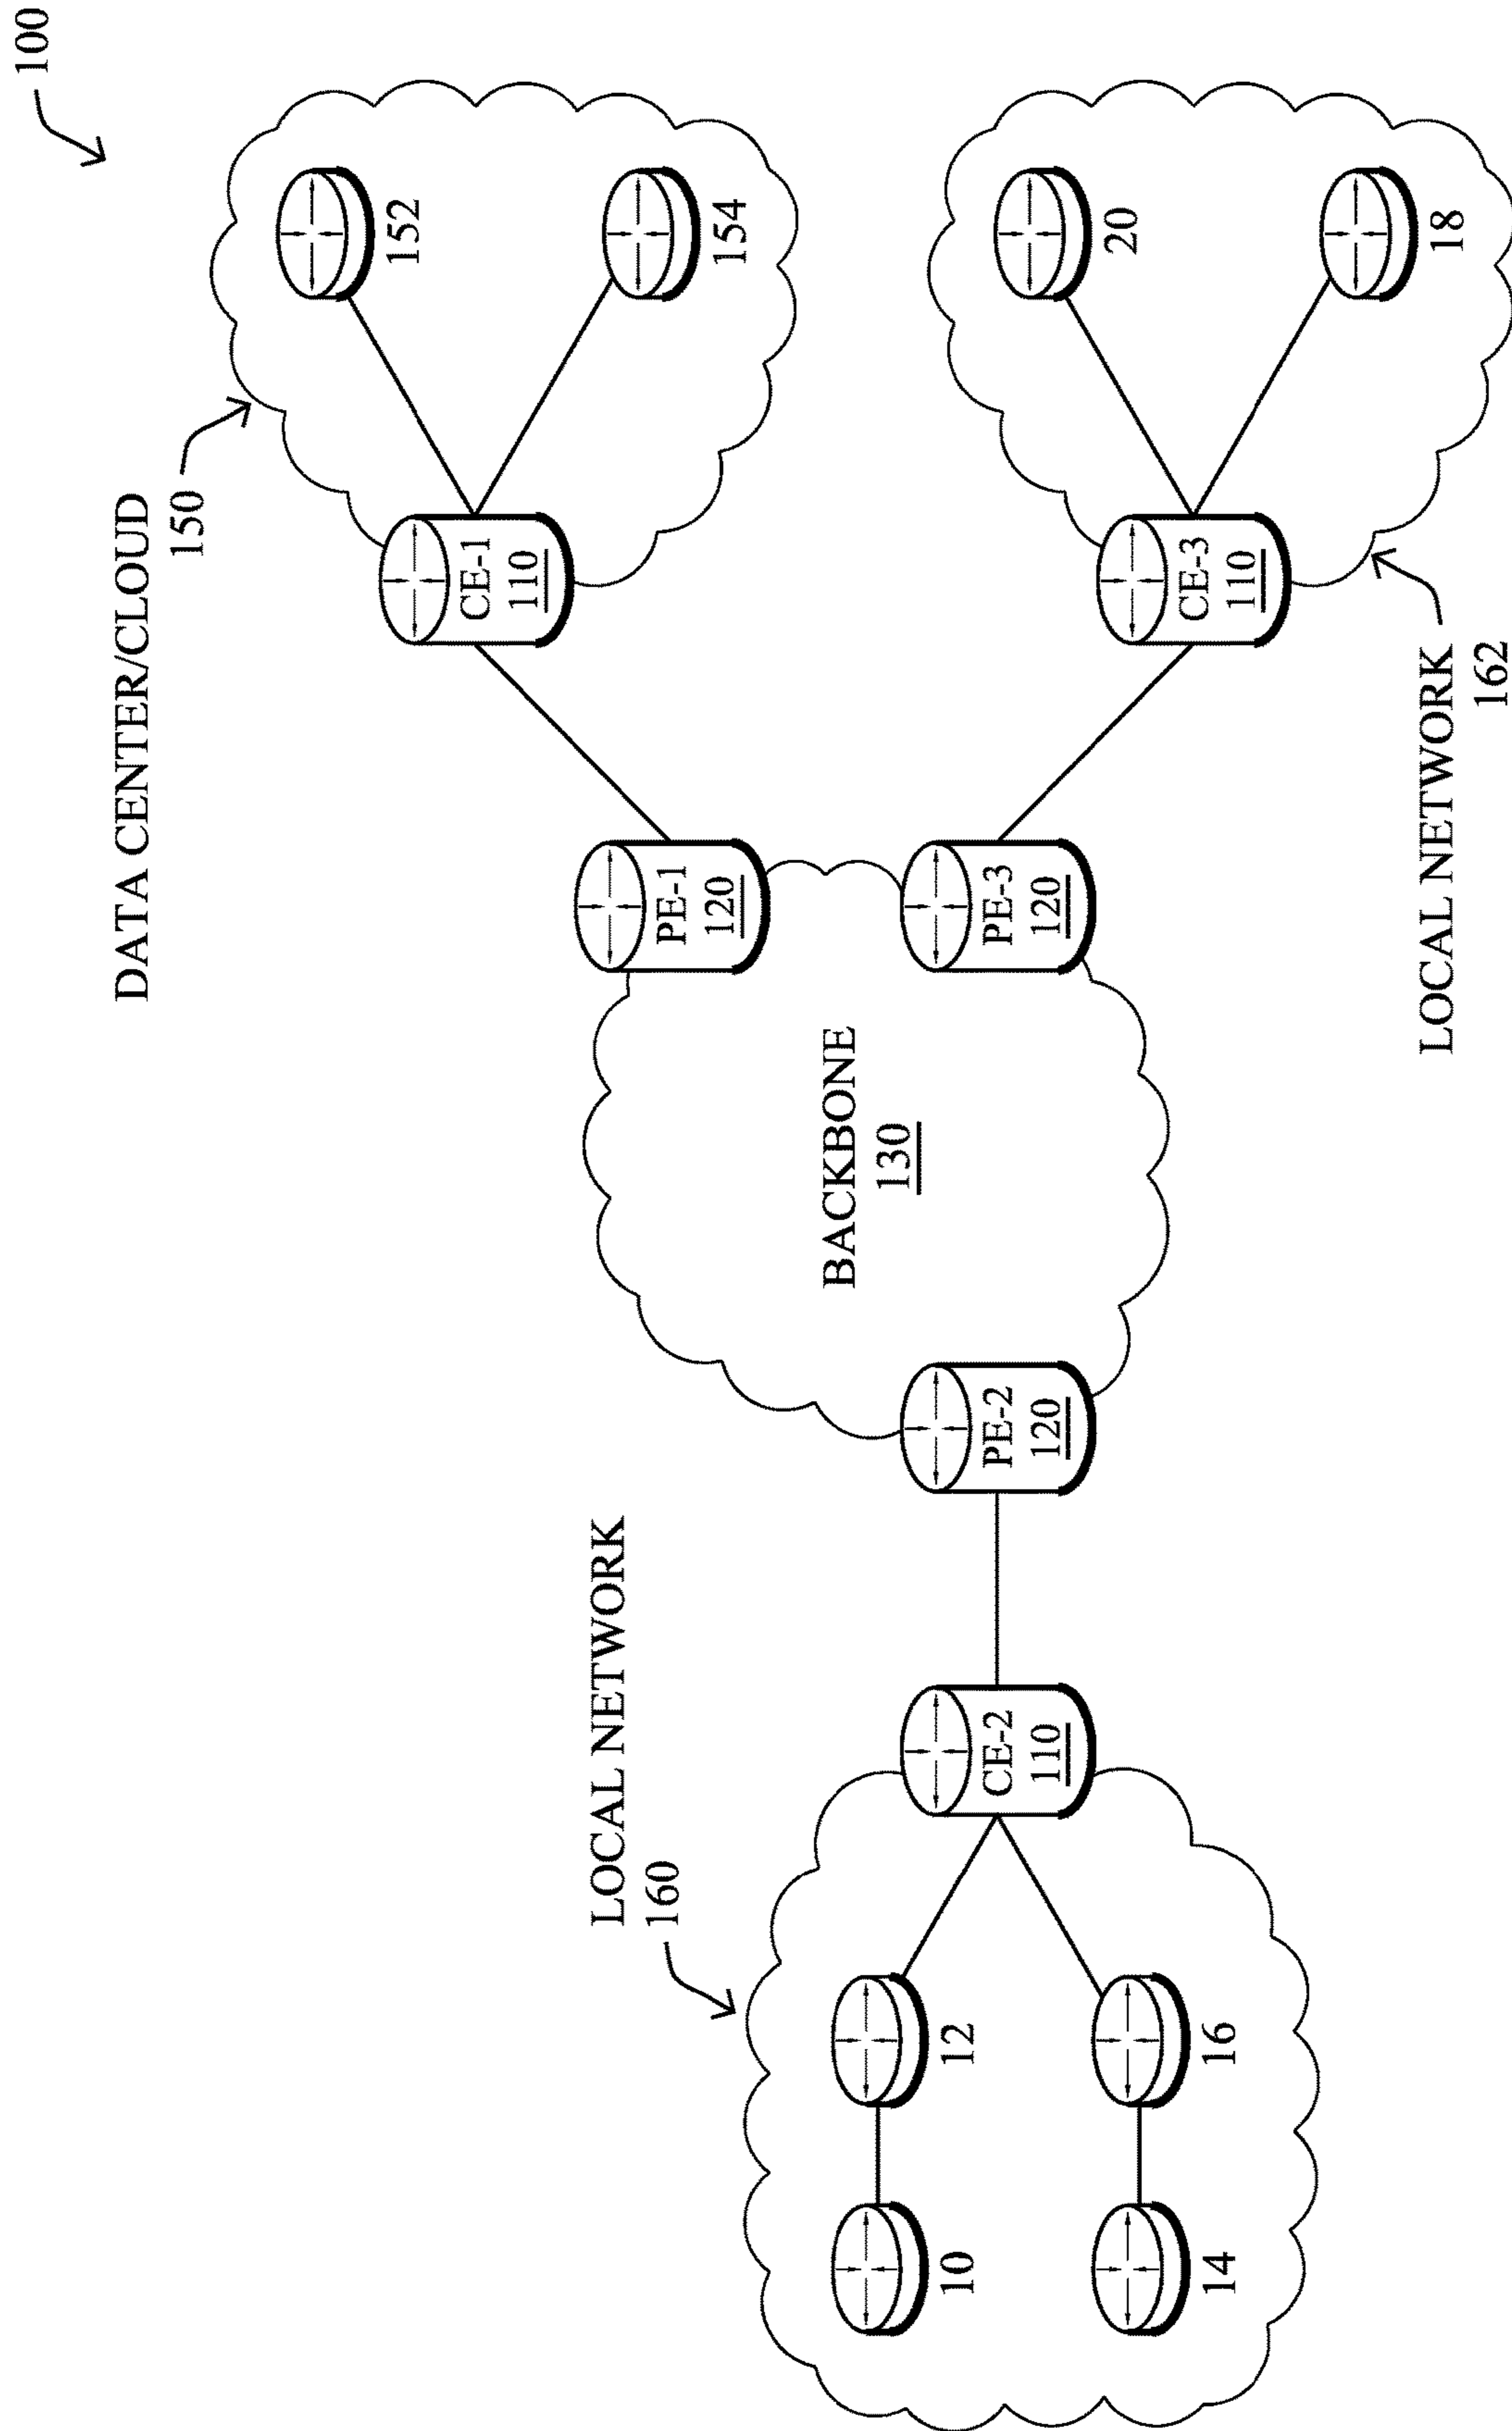 100
DATA CENTER/CLOUD
150
152
154
CE-1
110
PE-1
120
BACKBONE
130
PE-3
120
CE-3
110
20
18
LOCAL NETWORK
162
PE-2
120
LOCAL NETWORK
160
CE-2
110
12
10
16
14